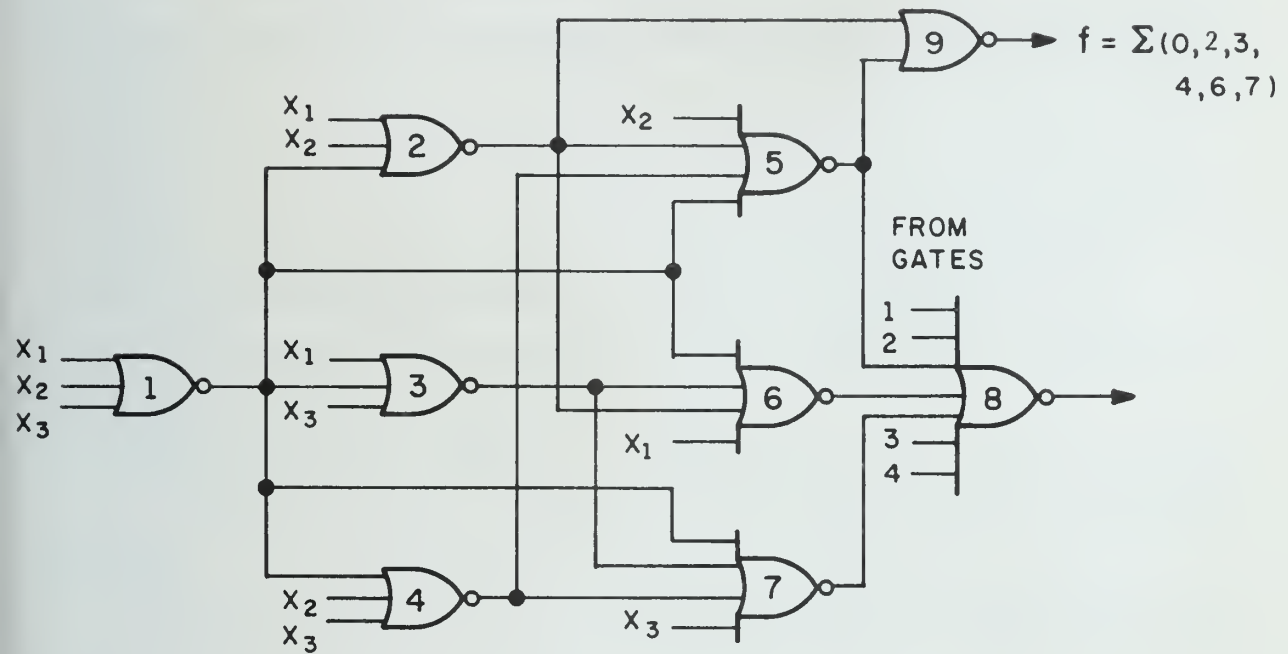 9
f = Σ(0,2,3,
4,6,7)
X1
X2
2
X2
5
FROM
GATES
1
2
X1
X2
X3
1
X1
3
X3
6
X1
8
3
4
X2
X3
4
7
X3